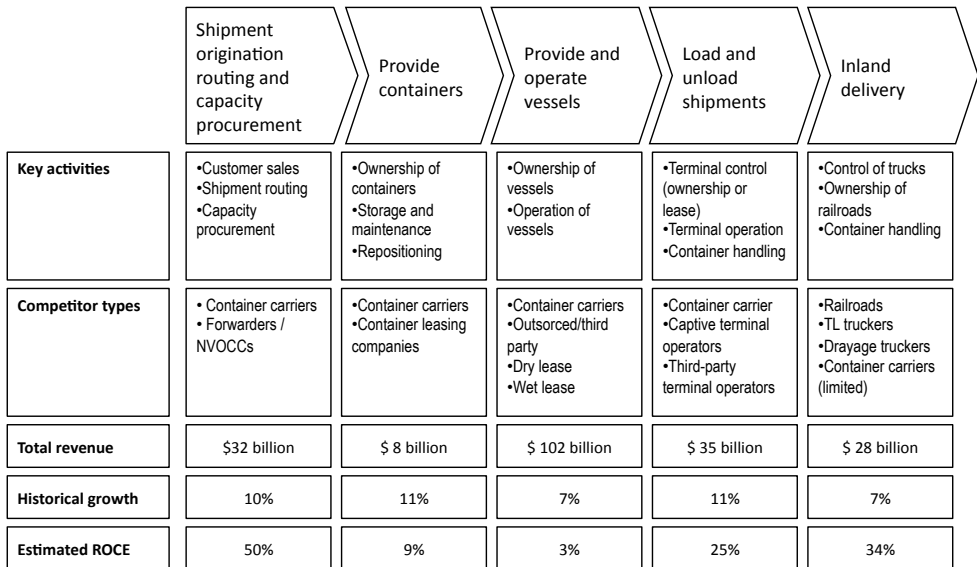 Shipment
origination
routing and
capacity
procurement
Provide
containers
Provide and
operate
vessels
Load and
unload
shipments
Inland
delivery
Key activities
•Customer sales
•Shipment routing
•Capacity
procurement
•Ownership of
containers
•Storage and
maintenance
•Repositioning
•Ownership of
vessels
•Operation of
vessels
•Terminal control
(ownership or
lease)
•Terminal operation
•Container handling
•Control of trucks
•Ownership of
railroads
•Container handling
Competitor types
• Container carriers
• Forwarders /
NVOCCs
•Container carriers
•Container leasing
companies
•Container carriers
•Outsorced/third
party
•Dry lease
•Wet lease
•Container carrier
•Captive terminal
operators
•Third-party
terminal operators
•Railroads
•TL truckers
•Drayage truckers
•Container carriers
(limited)
Total revenue
$32 billion
$ 8 billion
$ 102 billion
$ 35 billion
$ 28 billion
Historical growth
10%
11%
7%
11%
7%
Estimated ROCE
50%
9%
3%
25%
34%